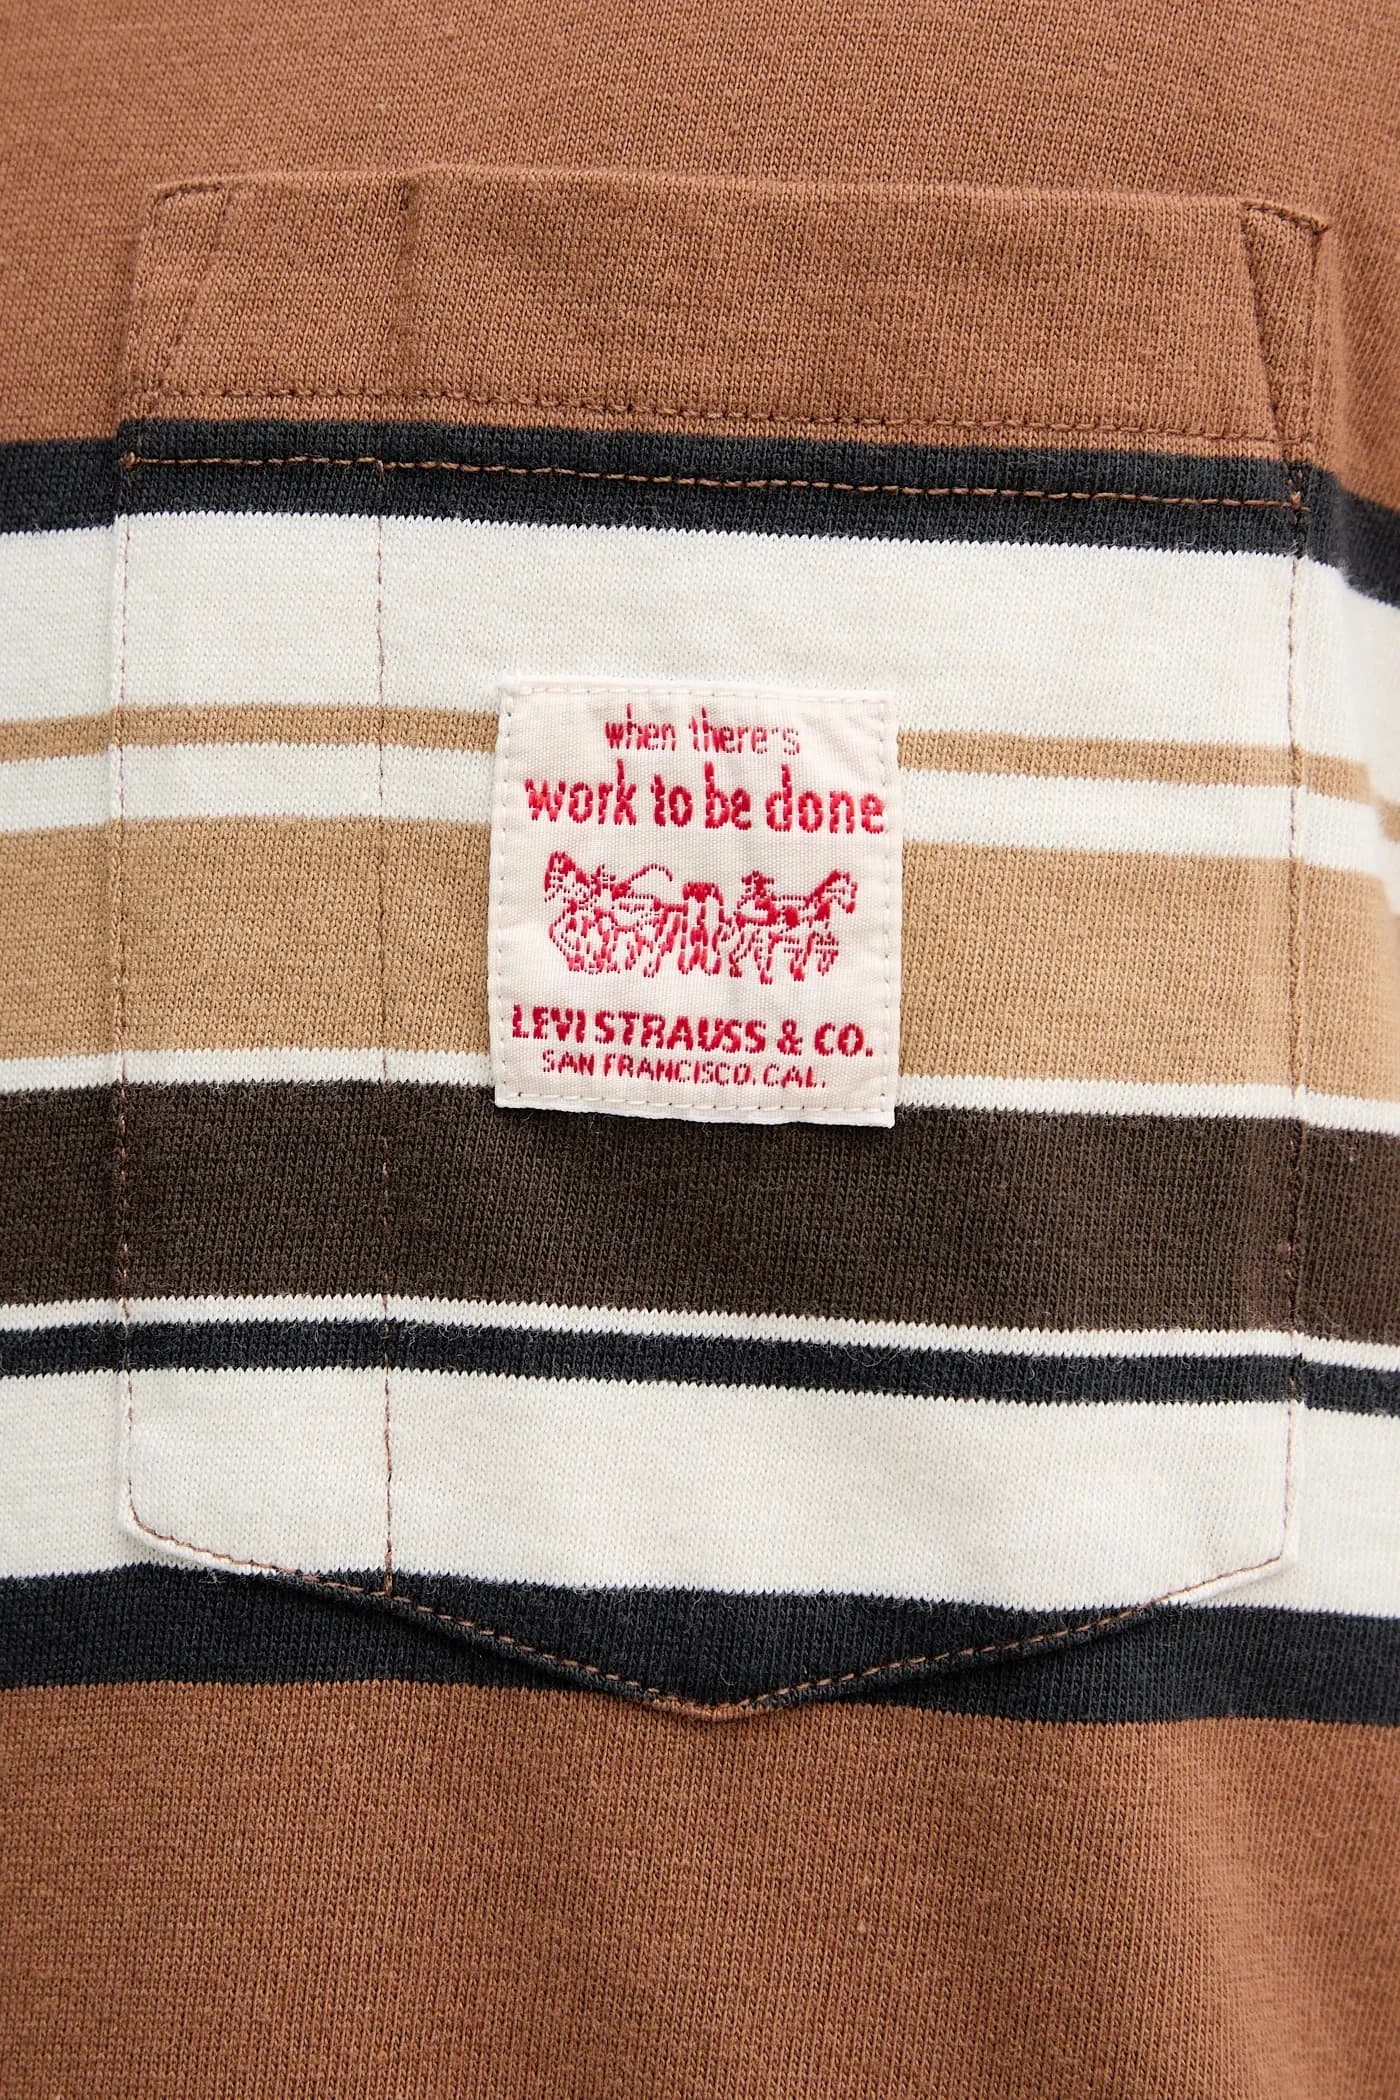 when there's
work to be done
LEVI STRAUSS & CO.
SAN FRANCISCO, CAL.